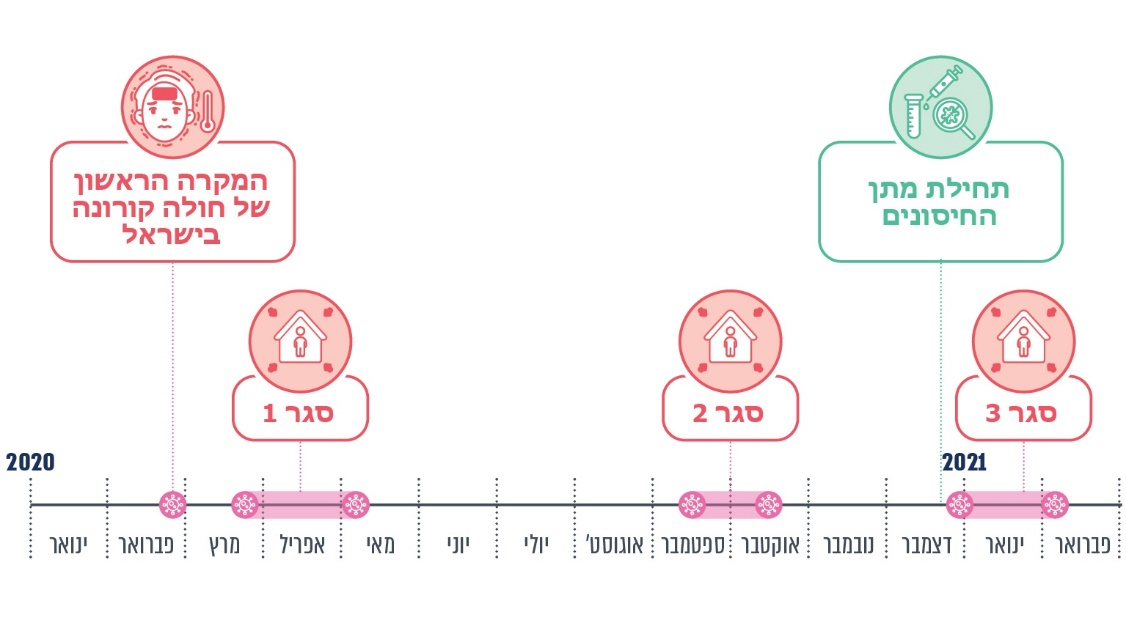 המקרה הראשון
של חולה קורונה
בישראל
תחילת מתן
החיסונים
סגר 1
סגר 2
סגר 3
2020
2021
ינואר
פברואר
מרץ
אפריל
מאי
יוני
יולי
אוגוסט'
ספטמבר
אוקטבר
נובמבר
דצמבר
ינואר
פברואר